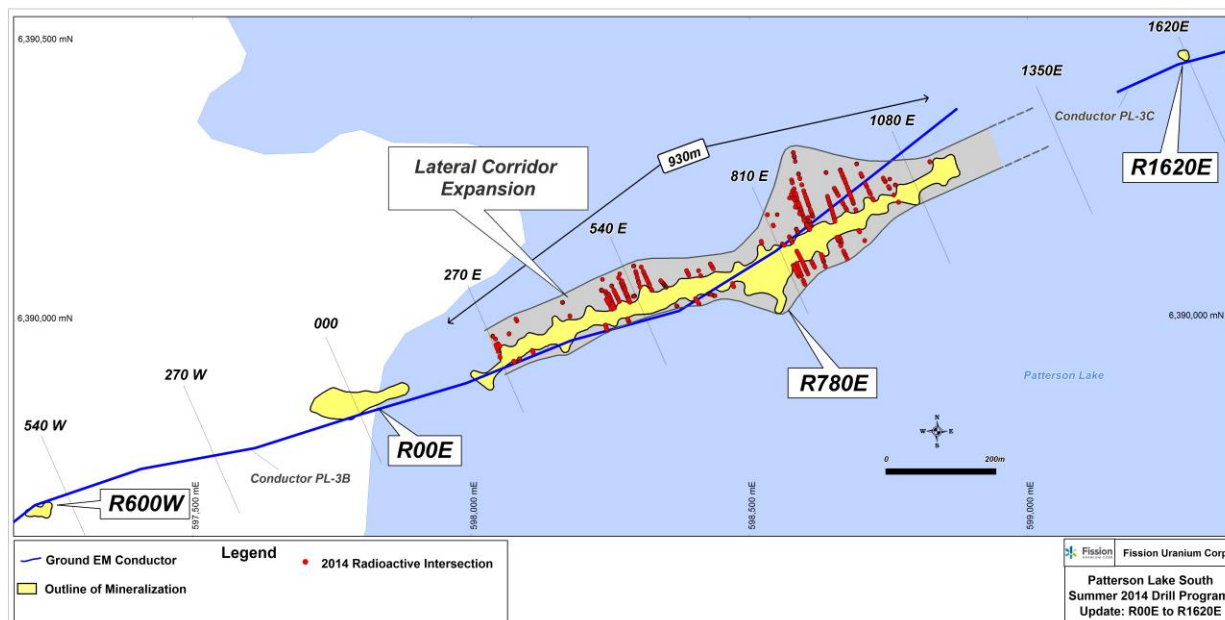 6,390,500 mN
1620E
1350E
Conductor PL-3C
R1620E
1080 E
930m
Lateral Corridor
Expansion
810 E
540 E
270 E
6,390,000 mN
6,390,000 mN
000
R780E
270 W
Patterson Lake
540 W
R00E
N
W E
S
0 200m
Conductor PL-3B
R600W
597,500 mE
598,000 mE
598,500 mE
599,000 mE
Legend
Ground EM Conductor
2014 Radioactive Intersection
Outline of Mineralization
Fission
URANIUM CORP
Fission Uranium Corp
Patterson Lake South
Summer 2014 Drill Program
Update: R00E to R1620E